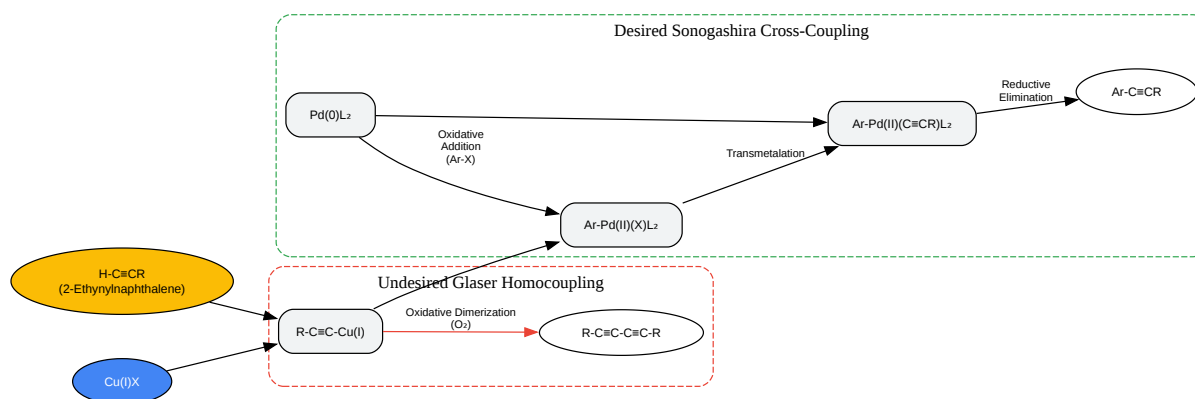 Desired Sonogashira Cross-Coupling
Reductive
Elimination
Ar-C≡CR
Pd(0)L₂
Ar-Pd(II)(C≡CR)L₂
Oxidative
Addition
(Ar-X)
Transmetalation
Ar-Pd(II)(X)L₂
H-C≡CR
(2-Ethynylnaphthalene)
Undesired Glaser Homocoupling
Oxidative Dimerization
(O₂)
R-C≡C-Cu(I)
R-C≡C-C≡C-R
Cu(I)X